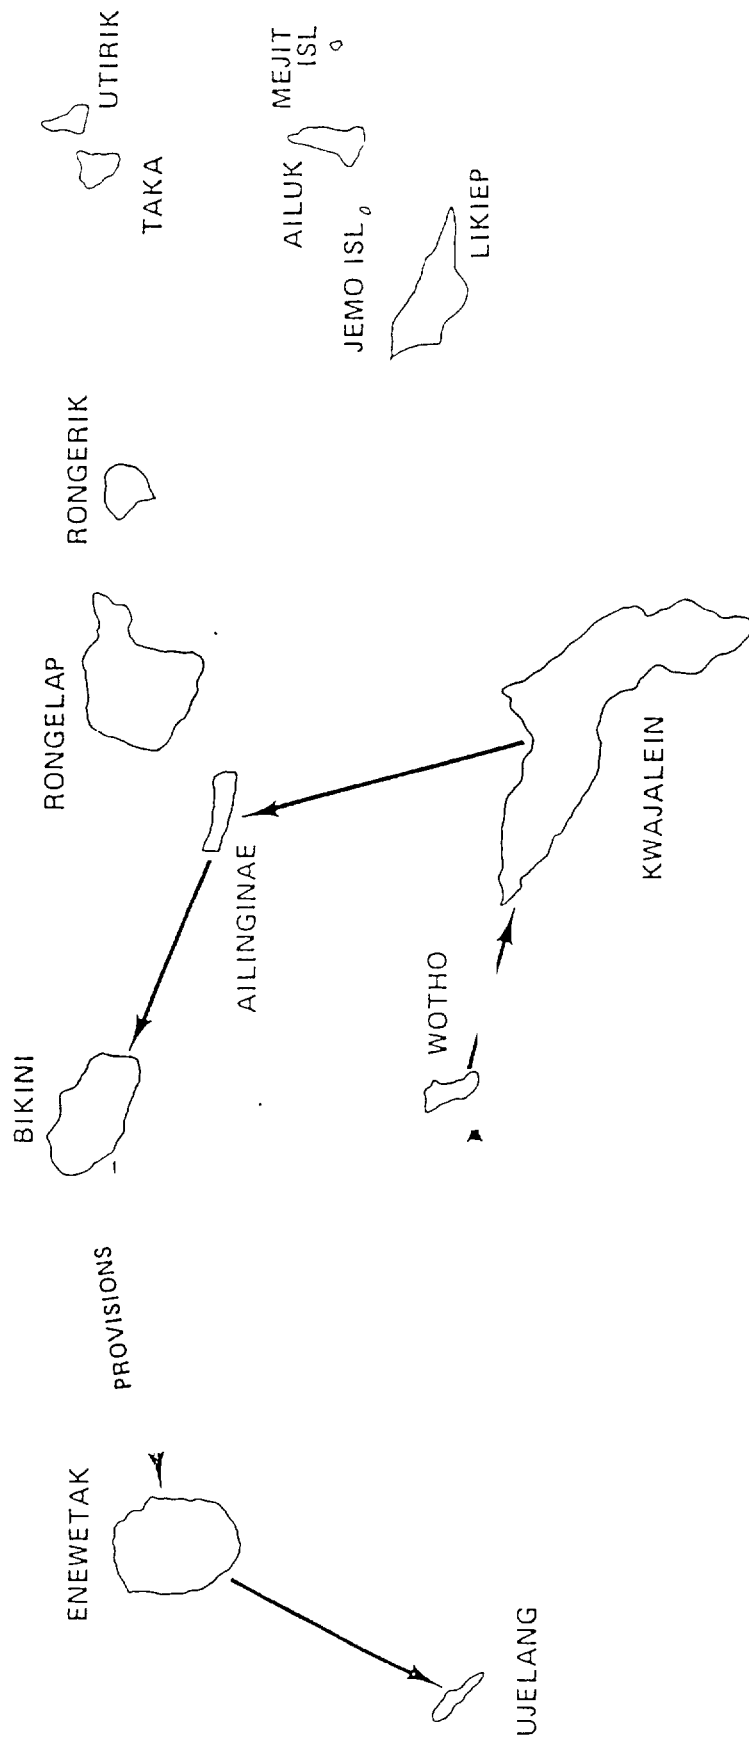 BIKINI
RONGELAP
RONGERIK
UTIRIK
TAKA
ENEWETAK
PROVISIONS
AILINGINAE
AILUK
MEJIT
ISL
JEMO ISL
WOTHO
LIKIEP
UJELANG
KWAJALEIN